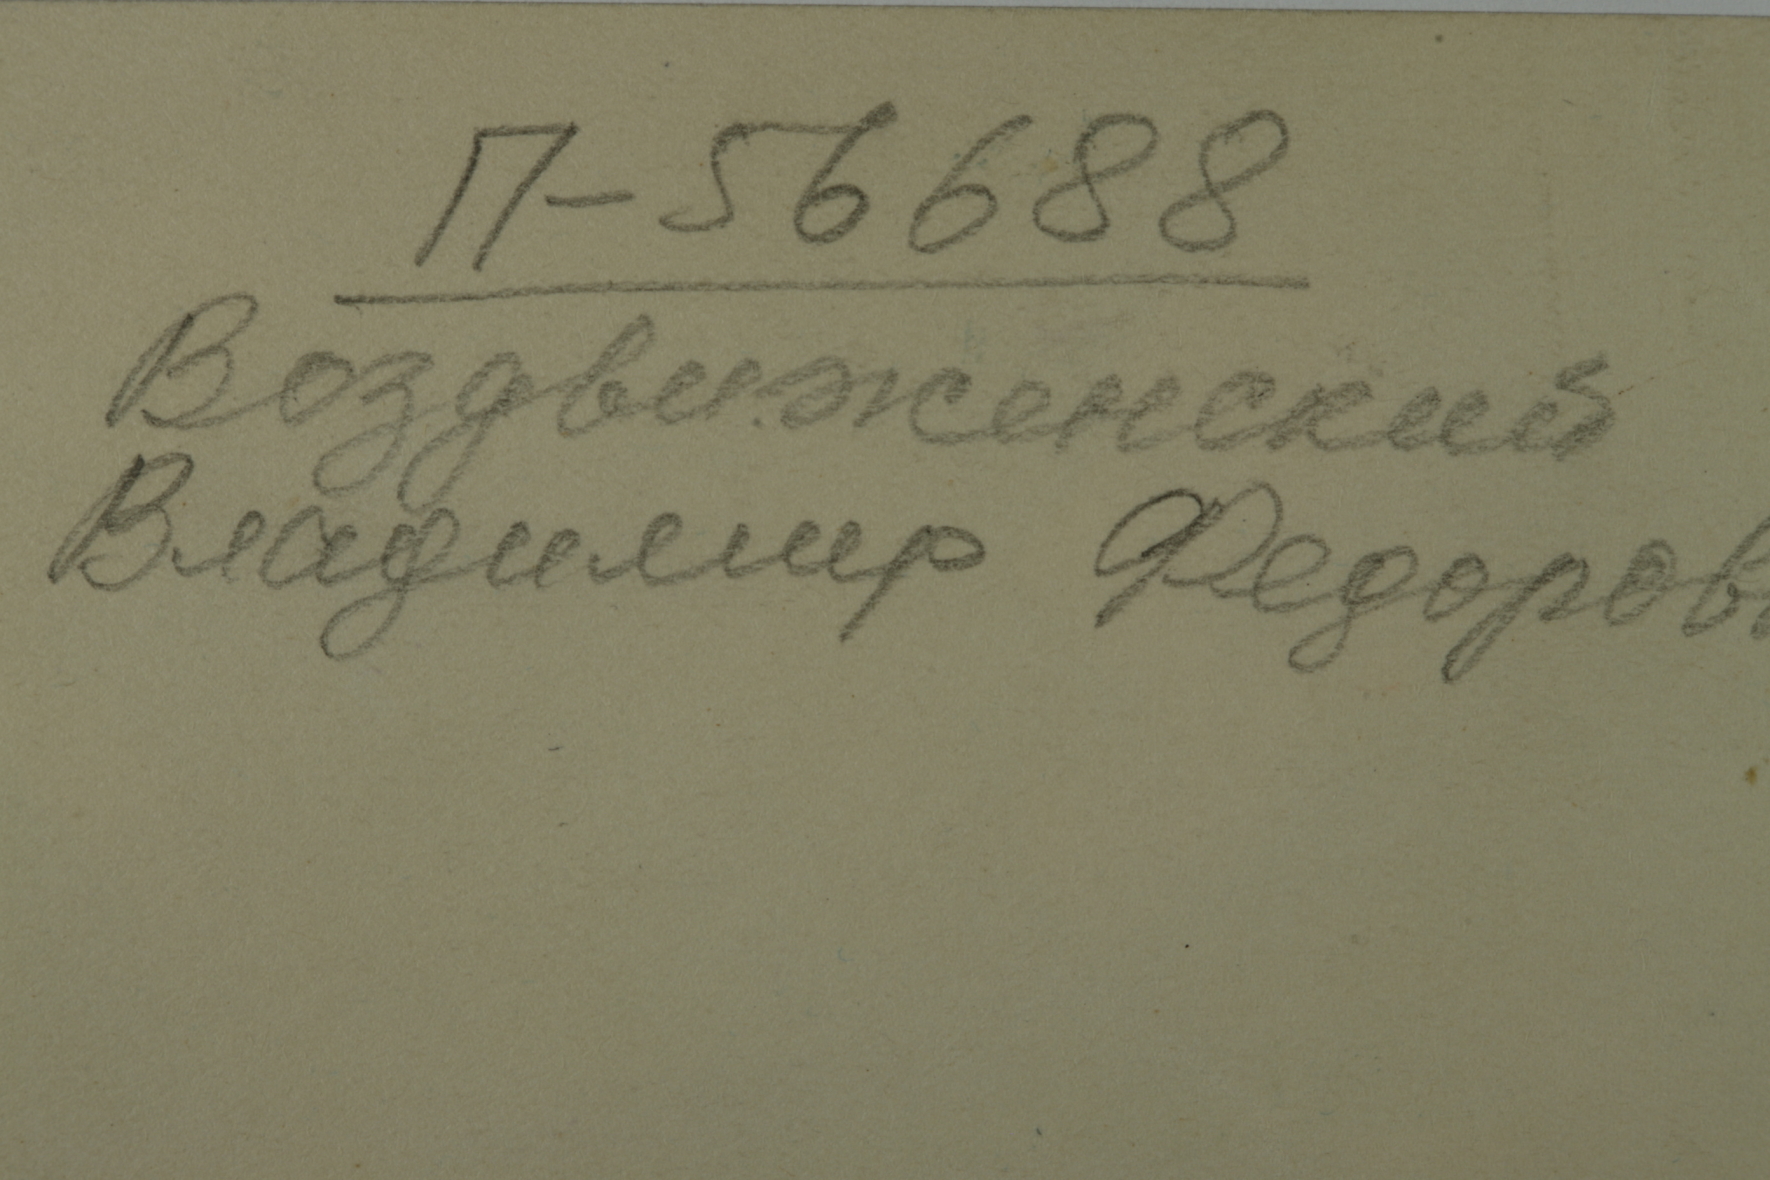 П-56688
Воздвиженский
Владимир Федоров